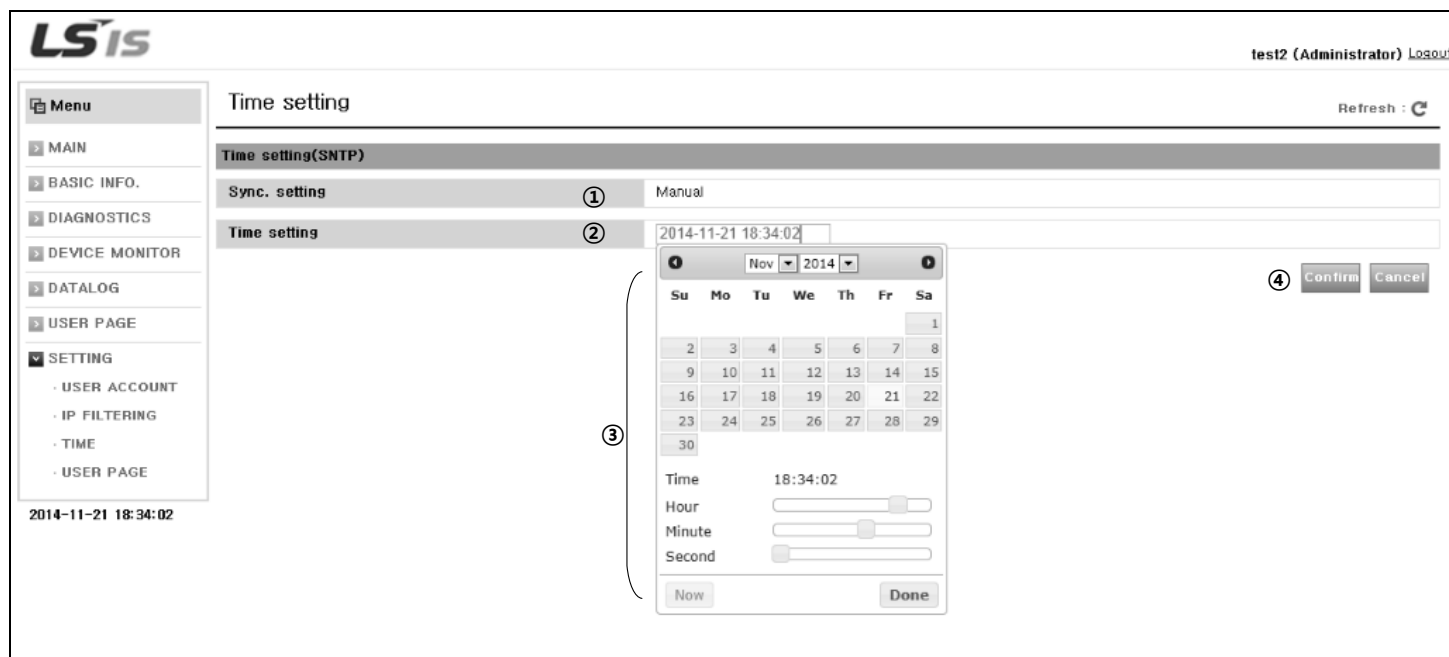 LSIS
test2 (Administrator) Logout
Menu
Time setting
Refresh :
MAIN
BASIC INFO.
DIAGNOSTICS
DEVICE MONITOR
DATALOG
USER PAGE
SETTING
· USER ACCOUNT
· IP FILTERING
· TIME
· USER PAGE
2014-11-21 18:34:02
Time setting(SNTP)
Sync. setting ① Manual
Time setting ② 2014-11-21 18:34:02
③
Nov 2014
Su Mo Tu We Th Fr Sa
1
2 3 4 5 6 7 8
9 10 11 12 13 14 15
16 17 18 19 20 21 22
23 24 25 26 27 28 29
30
Time 18:34:02
Hour
Minute
Second
Now Done
④ Confirm Cancel